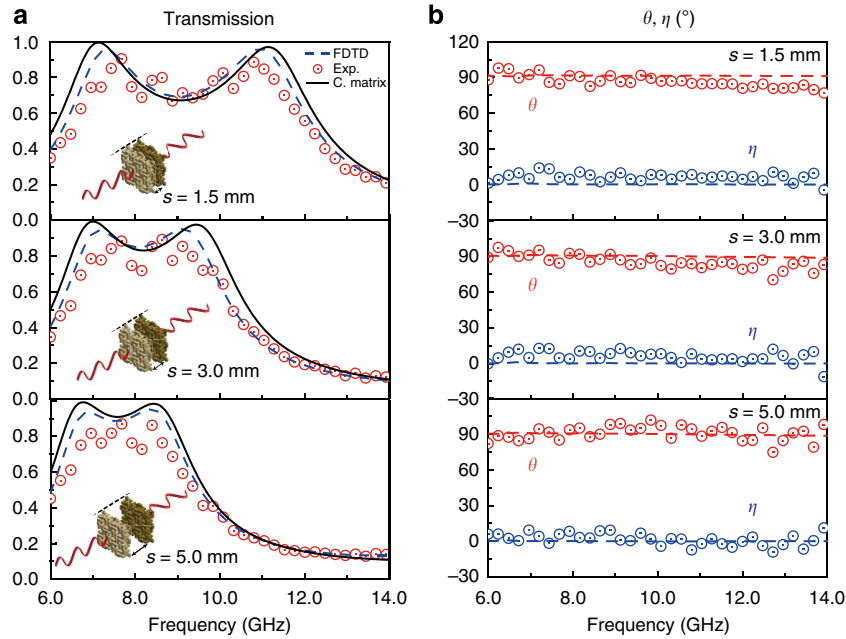 a
Transmission
1.0
0.8
0.6
0.4
0.2
0.0
FDTD
Exp.
C. matrix
s = 1.5 mm
0.8
0.6
0.4
0.2
0.0
s = 3.0 mm
0.8
0.6
0.4
0.2
0.0
s = 5.0 mm
6.0 8.0 10.0 12.0 14.0
Frequency (GHz)
b
θ, η (°)
120
90
60
30
0
−30
s = 1.5 mm
θ
η
90
60
30
0
−30
s = 3.0 mm
θ
η
90
60
30
0
−30
s = 5.0 mm
θ
η
6.0 8.0 10.0 12.0 14.0
Frequency (GHz)